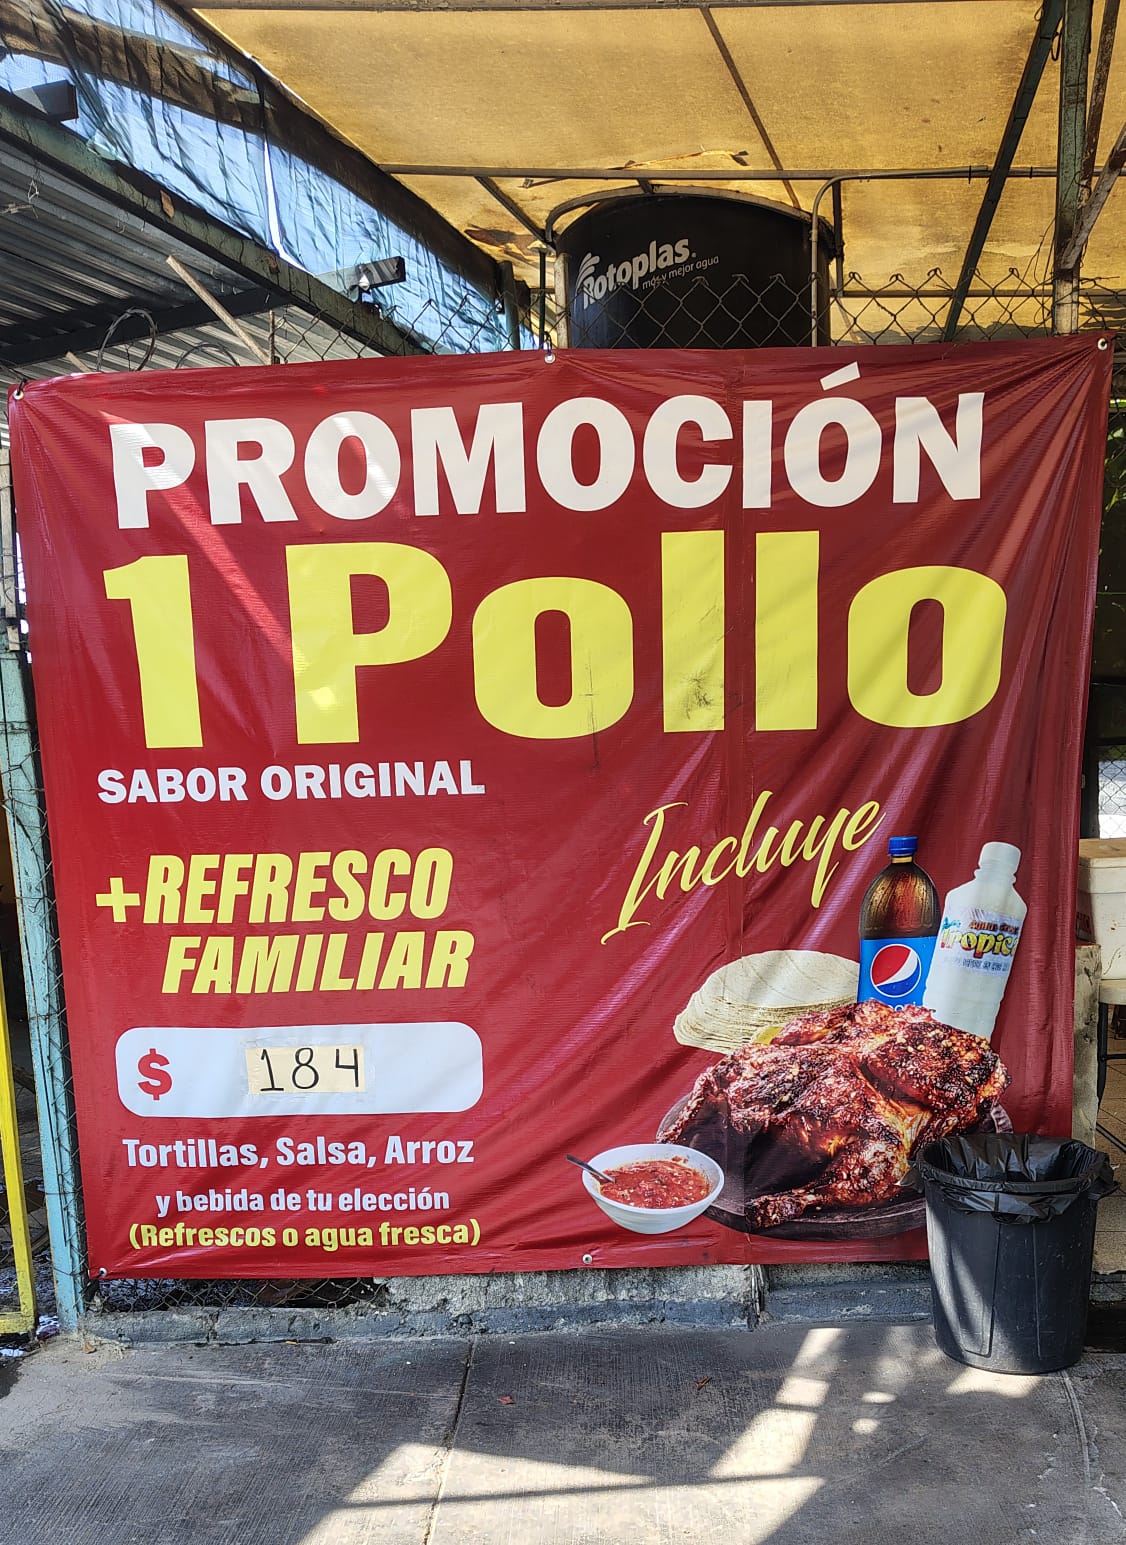 Rotoplas
más y mejor agua
PROMOCIÓN
1 Pollo
SABOR ORIGINAL
Incluye
+REFRESCO
FAMILIAR
$ 184
Tortillas, Salsa, Arroz
y bebida de tu elección
(Refrescos o agua fresca)